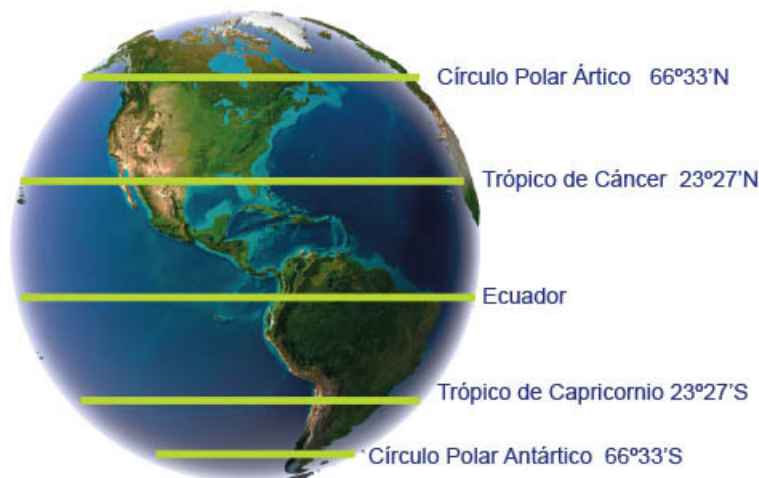 Círculo Polar Ártico 66º33'N
Trópico de Cáncer 23º27'N
Ecuador
Trópico de Capricornio 23º27'S
Círculo Polar Antártico 66º33'S